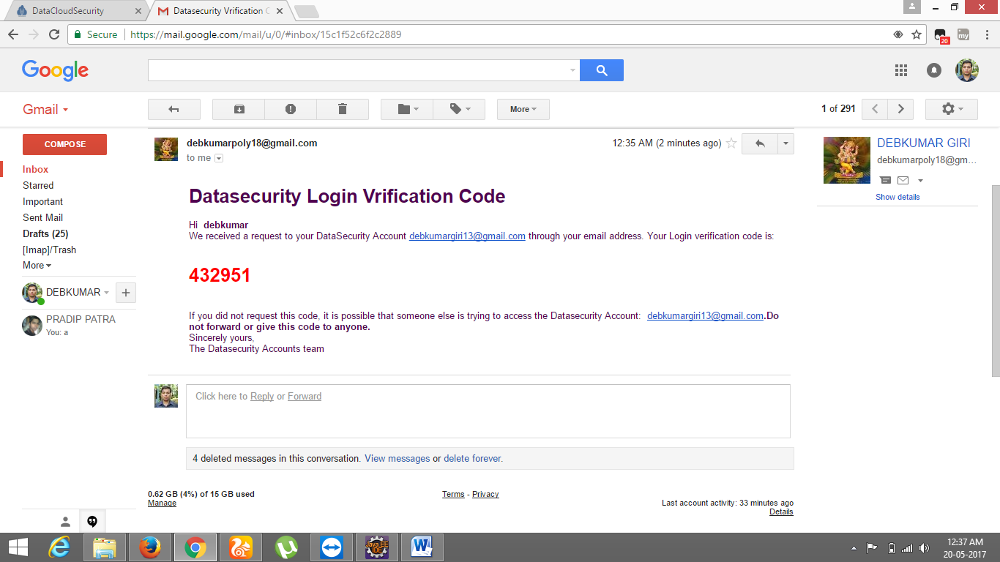 DataCloudSecurity
Datasecurity Vrification C
Secure
https://mail.google.com/mail/u/0/#inbox/15c1f52c6f2c2889
20
my
Google
Gmail
More
1 of 291
COMPOSE
Inbox
Starred
Important
Sent Mail
Drafts (25)
[Imap]/Trash
More
DEBKUMAR
PRADIP PATRA
You: a
debkumarpoly18@gmail.com
12:35 AM (2 minutes ago)
to me
Datasecurity Login Vrification Code
Hi debkumar
We received a request to your DataSecurity Account debkumargiri13@gmail.com through your email address. Your Login verification code is:
432951
If you did not request this code, it is possible that someone else is trying to access the Datasecurity Account: debkumargiri13@gmail.com.Do
not forward or give this code to anyone.
Sincerely yours,
The Datasecurity Accounts team
Click here to Reply or Forward
4 deleted messages in this conversation. View messages or delete forever.
0.62 GB (4%) of 15 GB used
Manage
Terms - Privacy
Last account activity: 33 minutes ago
Details
DEBKUMAR GIRI
debkumarpoly18@gm...
Show details
Java EE
IDE
12:37 AM
20-05-2017